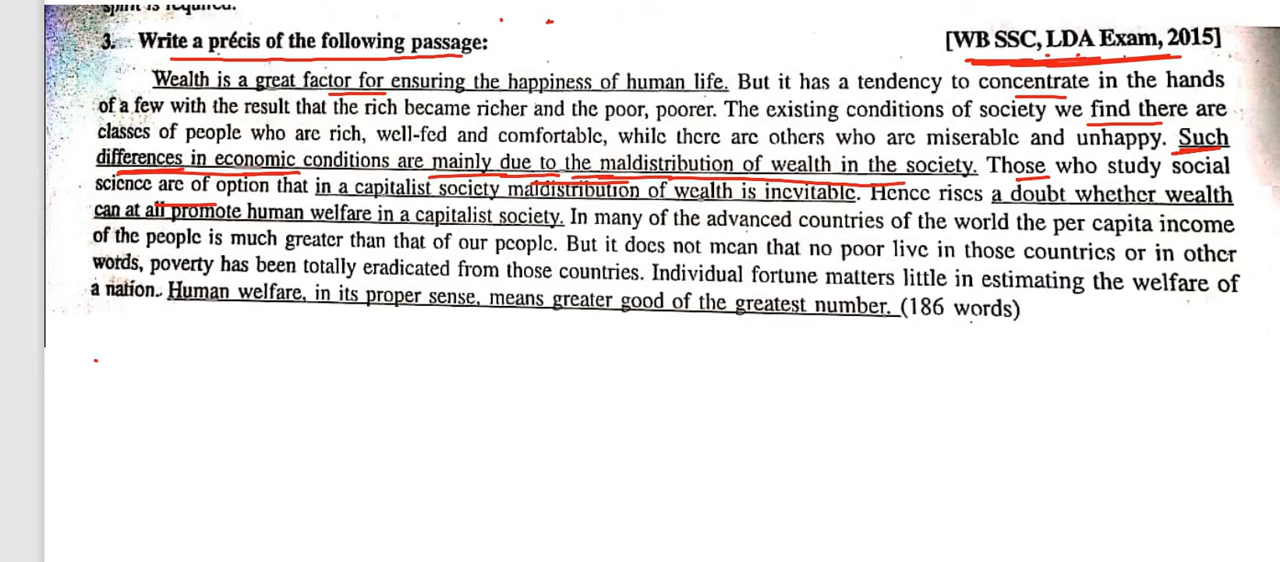 spirit is required.
3. Write a précis of the following passage: [WB SSC, LDA Exam, 2015]
Wealth is a great factor for ensuring the happiness of human life. But it has a tendency to concentrate in the hands
of a few with the result that the rich became richer and the poor, poorer. The existing conditions of society we find there are
classes of people who are rich, well-fed and comfortable, while there are others who are miserable and unhappy. Such
differences in economic conditions are mainly due to the maldistribution of wealth in the society. Those who study social
science are of option that in a capitalist society maldistribution of wealth is inevitable. Hence rises a doubt whether wealth
can at all promote human welfare in a capitalist society. In many of the advanced countries of the world the per capita income
of the people is much greater than that of our people. But it does not mean that no poor live in those countries or in other
words, poverty has been totally eradicated from those countries. Individual fortune matters little in estimating the welfare of
a nation. Human welfare, in its proper sense, means greater good of the greatest number. (186 words)